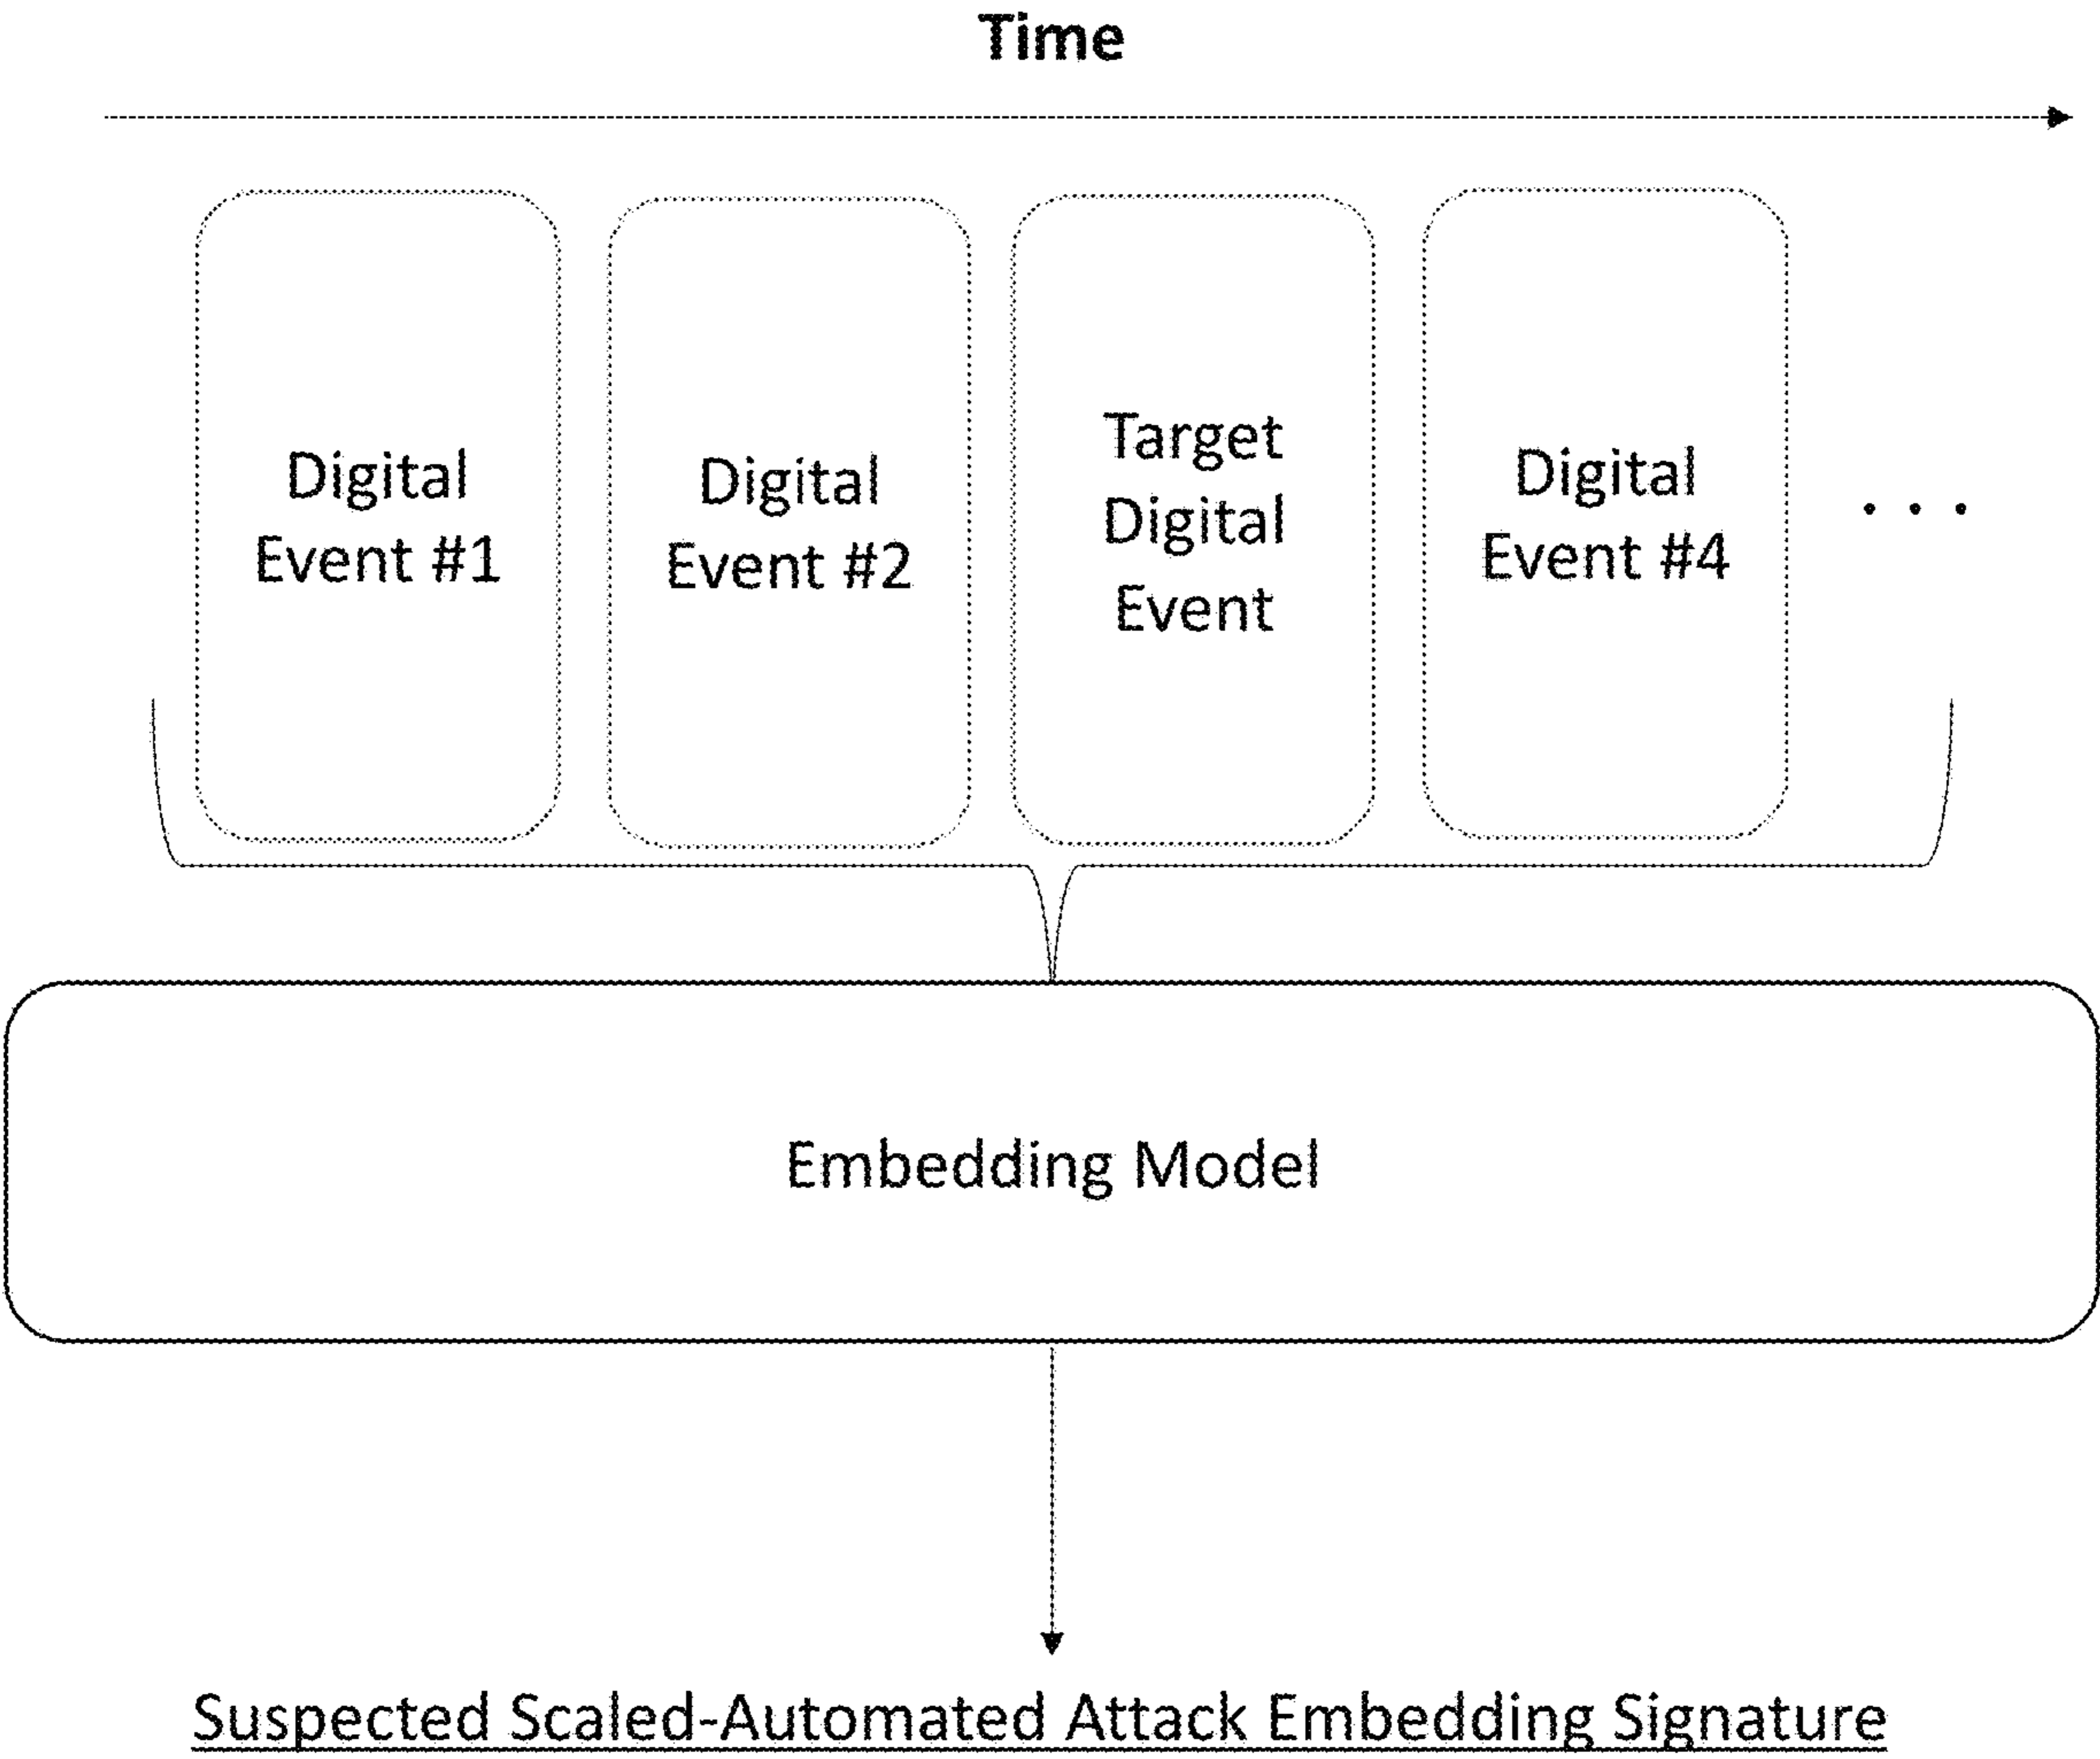 Time
Digital
Event #1
Digital
Event #2
Target
Digital
Event
Digital
Event #4
. . .
Embedding Model
Suspected Scaled-Automated Attack Embedding Signature